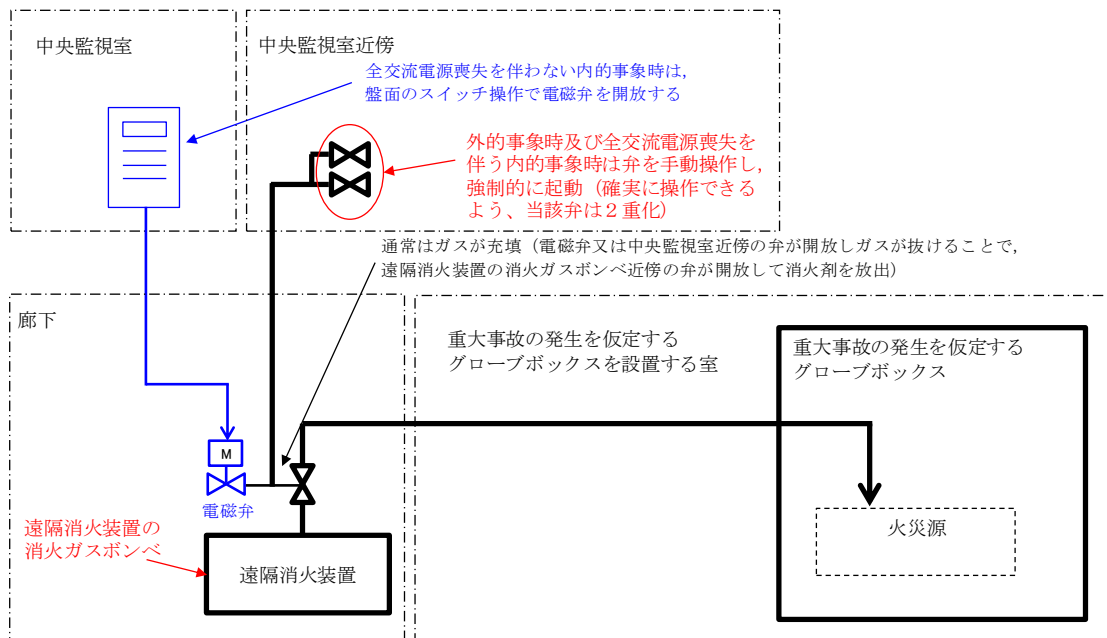 中央監視室
中央監視室近傍
全交流電源喪失を伴わない内的事象時は,
盤面のスイッチ操作で電磁弁を開放する
外的事象時及び全交流電源喪失を
伴う内的事象時は弁を手動操作し,
強制的に起動（確実に操作できる
よう、当該弁は２重化）
通常はガスが充填（電磁弁又は中央監視室近傍の弁が開放しガスが抜けることで,
遠隔消火装置の消火ガスボンベ近傍の弁が開放して消火剤を放出）
廊下
重大事故の発生を仮定する
グローブボックスを設置する室
重大事故の発生を仮定する
グローブボックス
M
電磁弁
遠隔消火装置の
消火ガスボンベ
遠隔消火装置
火災源